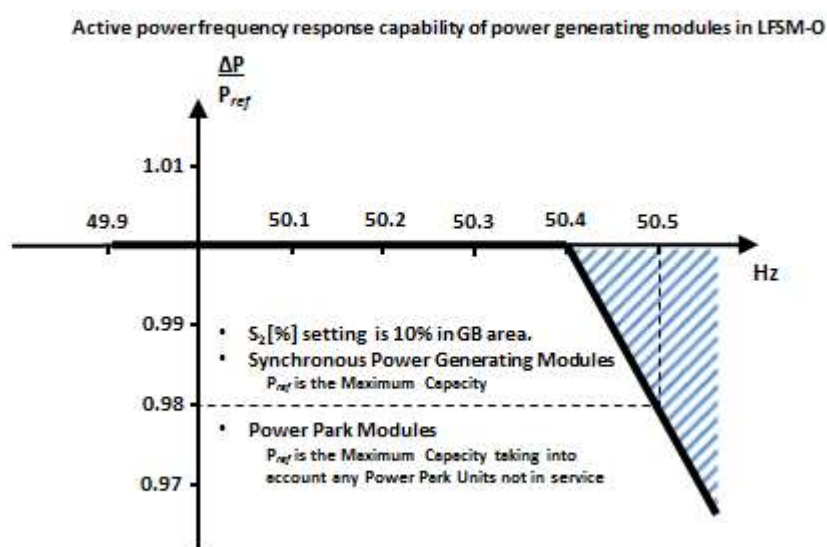 Active power frequency response capability of power generating modules in LFSM-O
ΔP
Pref
1.01
49.9 50.1 50.2 50.3 50.4 50.5
Hz
0.99
• S2[%] setting is 10% in GB area.
• Synchronous Power Generating Modules
Pref is the Maximum Capacity
0.98
• Power Park Modules
Pref is the Maximum Capacity taking into
account any Power Park Units not in service
0.97